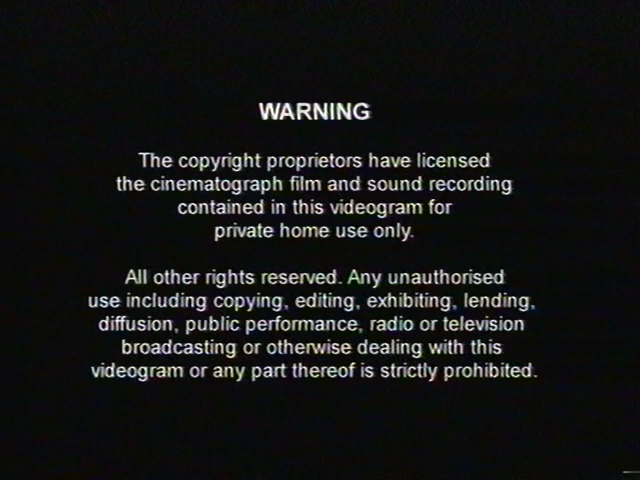 WARNING
The copyright proprietors have licensed
the cinematograph film and sound recording
contained in this videogram for
private home use only.
All other rights reserved. Any unauthorised
use including copying, editing, exhibiting, lending,
diffusion, public performance, radio or television
broadcasting or otherwise dealing with this
videogram or any part thereof is strictly prohibited.